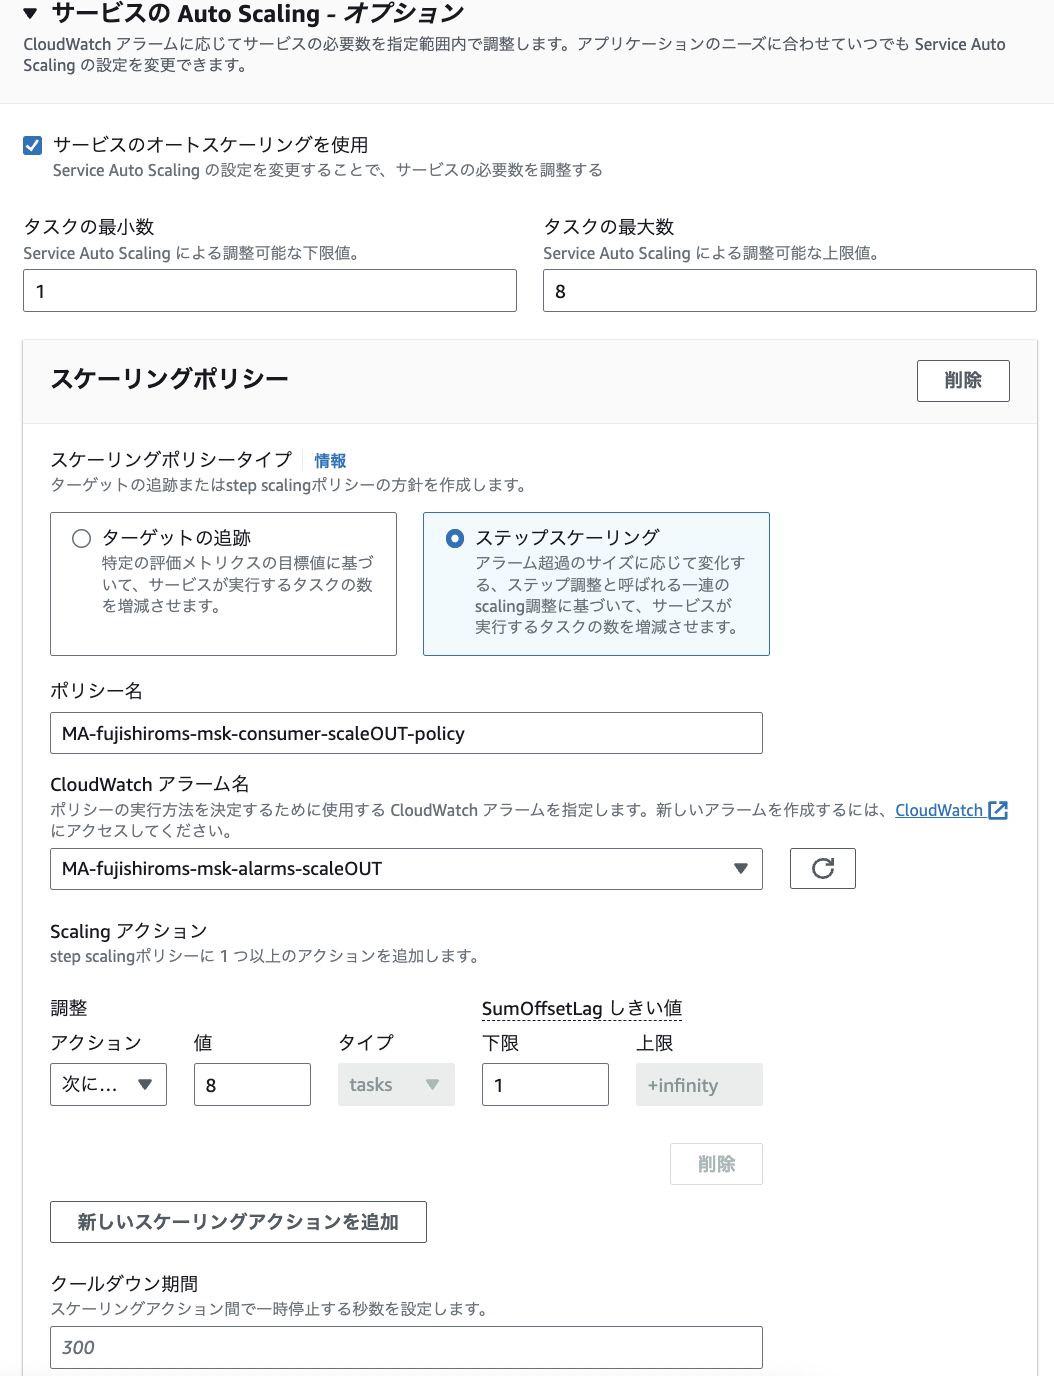 ▼ サービスの Auto Scaling - オプション
CloudWatch アラームに応じてサービスの必要数を指定範囲内で調整します。アプリケーションのニーズに合わせていつでも Service Auto
Scaling の設定を変更できます。
サービスのオートスケーリングを使用
Service Auto Scaling の設定を変更することで、サービスの必要数を調整する
タスクの最小数
Service Auto Scaling による調整可能な下限値。
1
タスクの最大数
Service Auto Scaling による調整可能な上限値。
8
スケーリングポリシー
削除
スケーリングポリシータイプ 情報
ターゲットの追跡またはstep scalingポリシーの方針を作成します。
ターゲットの追跡
特定の評価メトリクスの目標値に基づ
いて、サービスが実行するタスクの数
を増減させます。
ステップスケーリング
アラーム超過のサイズに応じて変化す
る、ステップ調整と呼ばれる一連の
scaling調整に基づいて、サービスが
実行するタスクの数を増減させます。
ポリシー名
MA-fujishiroms-msk-consumer-scaleOUT-policy
CloudWatch アラーム名
ポリシーの実行方法を決定するために使用する CloudWatch アラームを指定します。新しいアラームを作成するには、CloudWatch
にアクセスしてください。
MA-fujishiroms-msk-alarms-scaleOUT
Scaling アクション
step scalingポリシーに 1 つ以上のアクションを追加します。
調整 SumOffsetLag しきい値
アクション 値 タイプ 下限 上限
次に... 8 tasks 1 +infinity
削除
新しいスケーリングアクションを追加
クールダウン期間
スケーリングアクション間で一時停止する秒数を設定します。
300